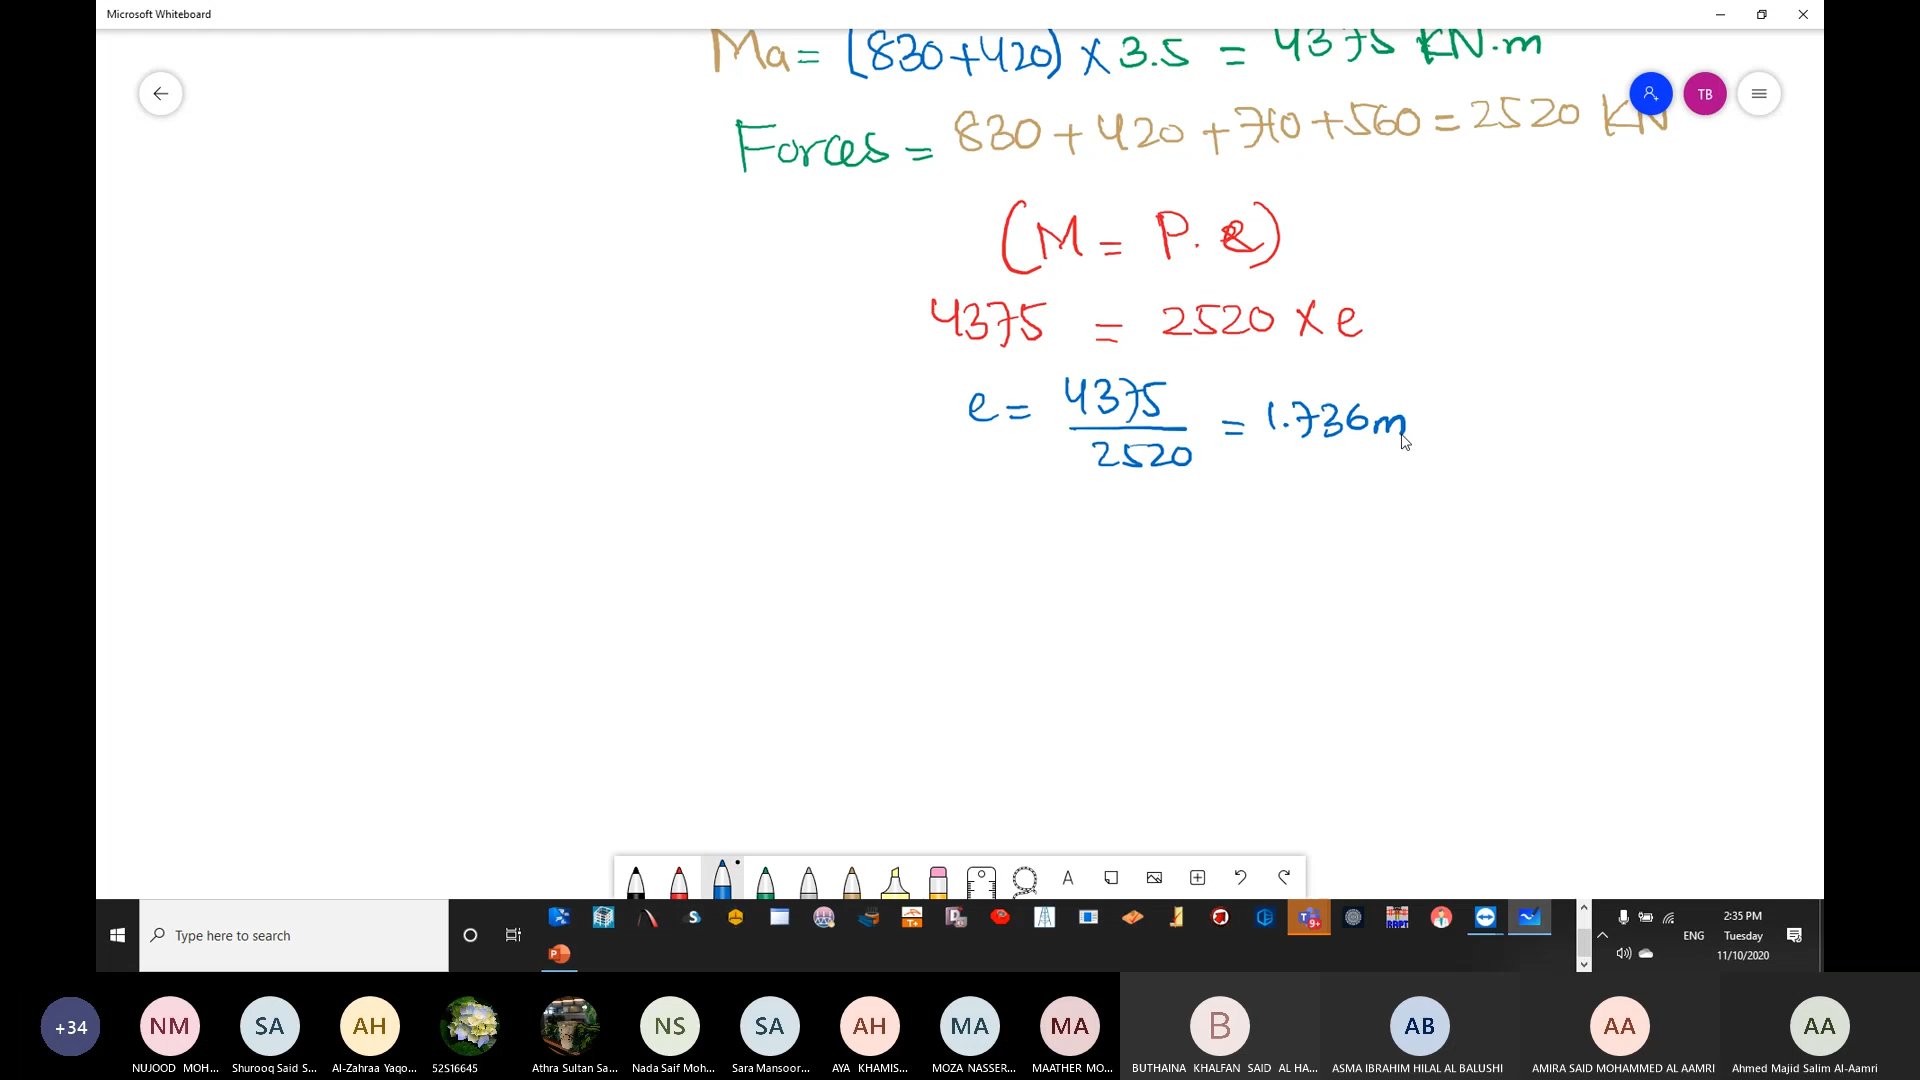 Microsoft Whiteboard
Ma = (830+420) X 3.5 = 4375 KN.m
TB
Forces = 830 + 420 + 710 + 560 = 2520 KN
(M = P. e)
4375 = 2520 X e
e = 4375 / 2520 = 1.736m
A
Type here to search
ENG
2:35 PM
Tuesday
11/10/2020
+34
NM
SA
AH
NS
SA
AH
MA
MA
B
AB
AA
AA
NUJOOD MOH...
Shurooq Said S...
Al-Zahraa Yaqo...
52S16645
Athra Sultan Sa...
Nada Saif Moh...
Sara Mansoor...
AYA KHAMIS...
MOZA NASSER...
MAATHER MO...
BUTHAINA KHALFAN SAID AL HA...
ASMA IBRAHIM HILAL AL BALUSHI
AMIRA SAID MOHAMMED AL AAMRI
Ahmed Majid Salim Al-Aamri